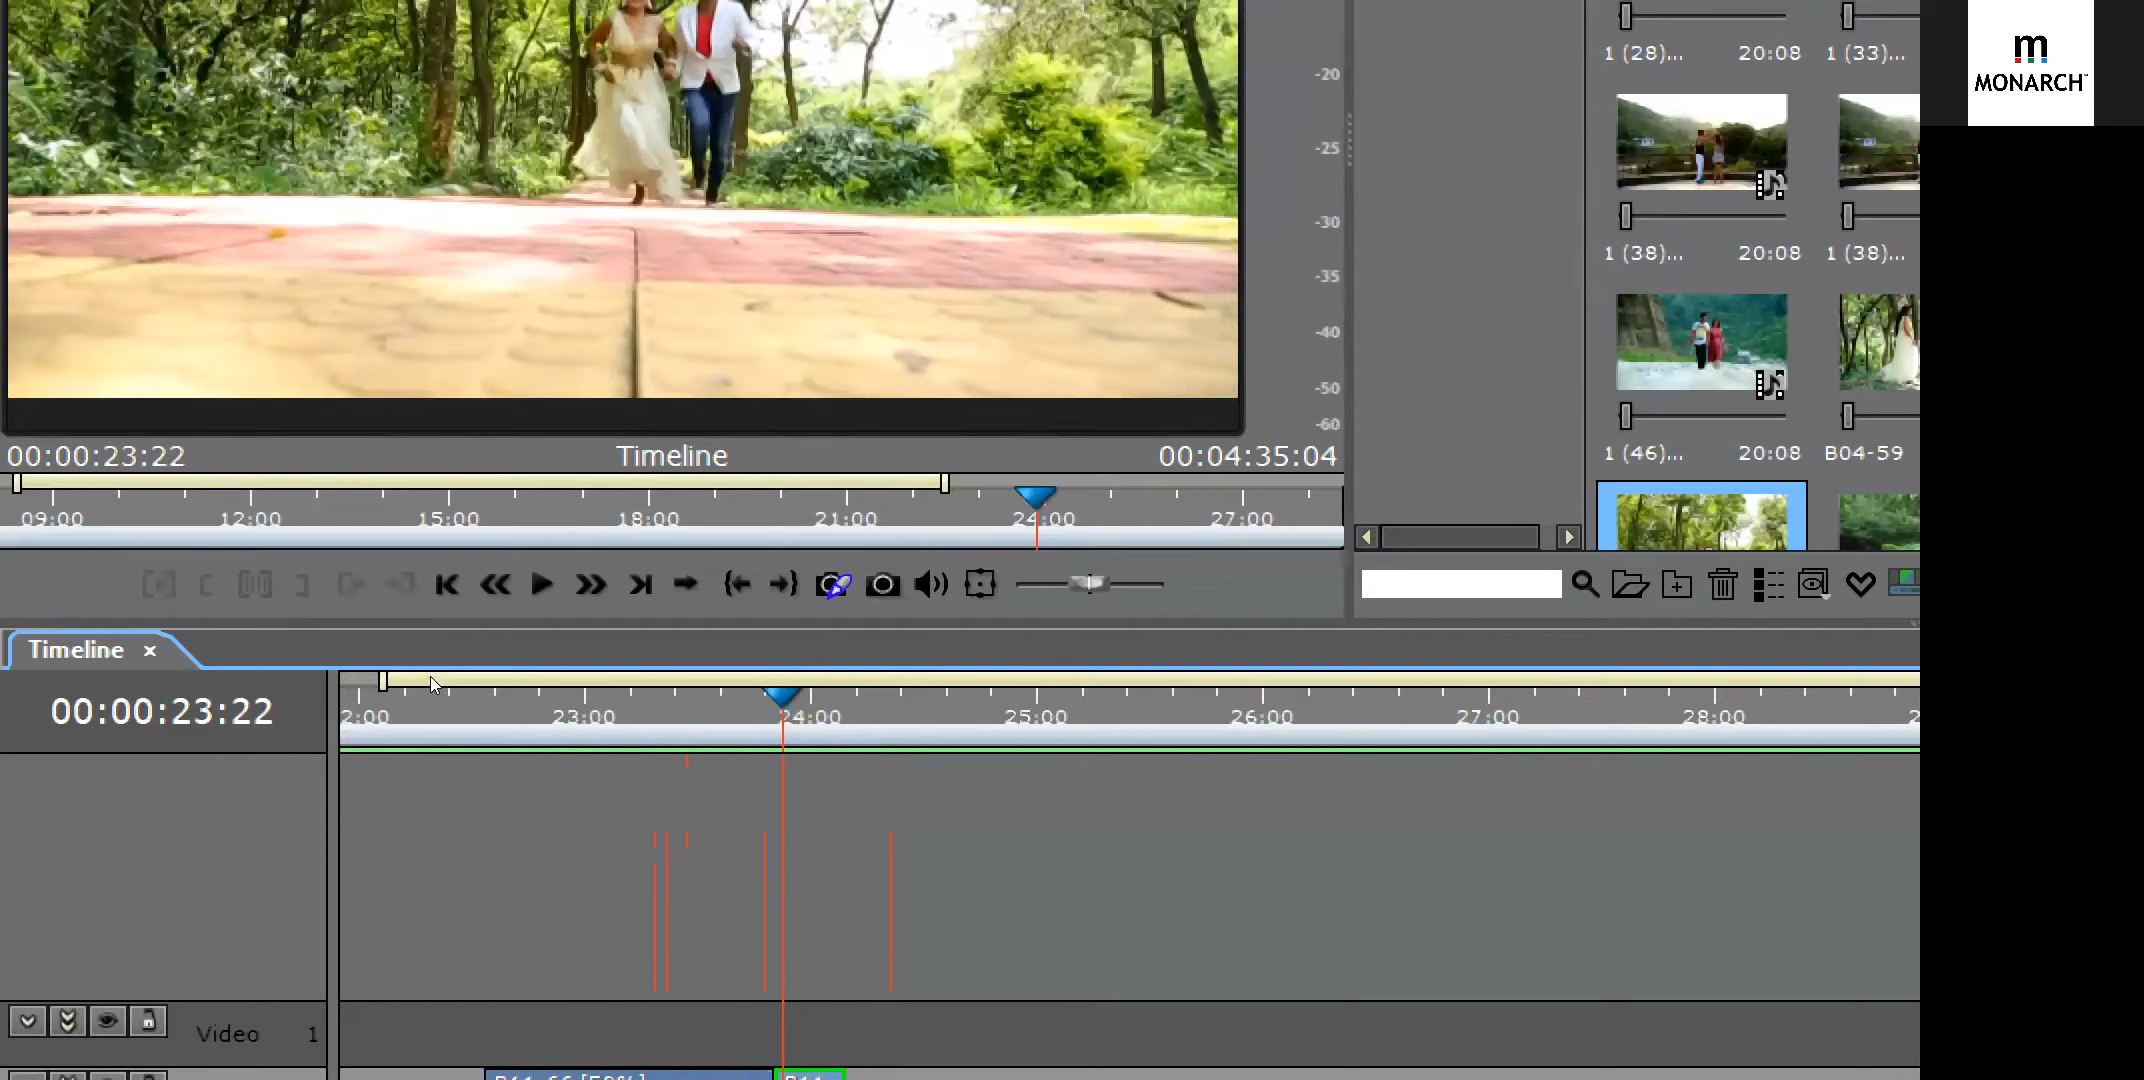 1 (28)... 20:08 1 (33)...
m
MONARCH
-20
-25
-30
-35
-40
-50
-60
1 (38)... 20:08 1 (38)...
1 (46)... 20:08 B04-59
00:00:23:22 Timeline 00:04:35:04
09:00 12:00 15:00 18:00 21:00 24:00 27:00
Timeline
00:00:23:22
2:00 23:00 24:00 25:00 26:00 27:00 28:00 2
Video 1